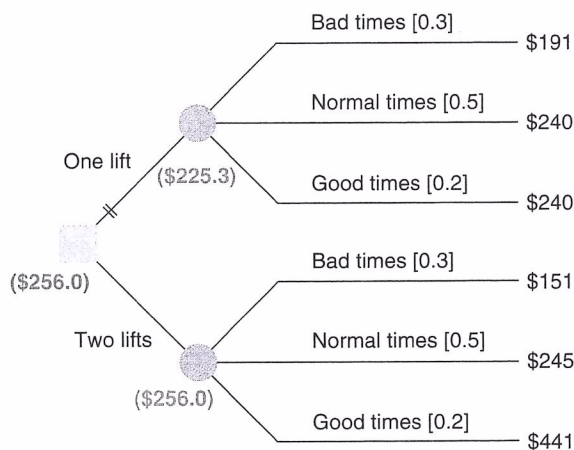 Bad times [0.3]
$191
Normal times [0.5]
$240
One lift
($225.3)
Good times [0.2]
$240
($256.0)
Bad times [0.3]
$151
Two lifts
Normal times [0.5]
$245
($256.0)
Good times [0.2]
$441